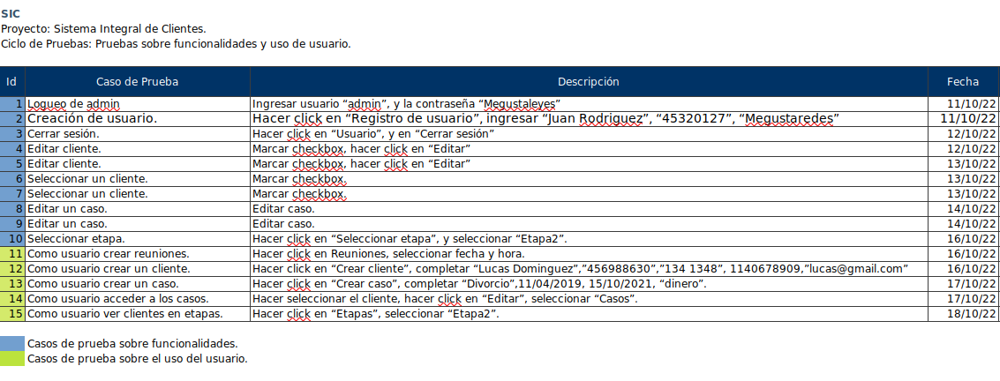 SIC
Proyecto: Sistema Integral de Clientes.
Ciclo de Pruebas: Pruebas sobre funcionalidades y uso de usuario.
Id Caso de Prueba Descripción Fecha
1 Logueo de admin Ingresar usuario “admin”, y la contraseña “Megustaleyes” 11/10/22
2 Creación de usuario. Hacer click en “Registro de usuario”, ingresar “Juan Rodriguez”, “45320127”, “Megustaredes” 11/10/22
3 Cerrar sesión. Hacer click en “Usuario”, y en “Cerrar sesión” 12/10/22
4 Editar cliente. Marcar checkbox, hacer click en “Editar” 12/10/22
5 Editar cliente. Marcar checkbox, hacer click en “Editar” 13/10/22
6 Seleccionar un cliente. Marcar checkbox. 13/10/22
7 Seleccionar un cliente. Marcar checkbox. 13/10/22
8 Editar un caso. Editar caso. 14/10/22
9 Editar un caso. Editar caso. 14/10/22
10 Seleccionar etapa. Hacer click en “Seleccionar etapa”, y seleccionar “Etapa2”. 16/10/22
11 Como usuario crear reuniones. Hacer click en Reuniones, seleccionar fecha y hora. 16/10/22
12 Como usuario crear un cliente. Hacer click en “Crear cliente”, completar “Lucas Dominguez”,”456988630”,”134 1348”, 1140678909,”lucas@gmail.com” 16/10/22
13 Como usuario crear un caso. Hacer click en “Crear caso”, completar “Divorcio”,11/04/2019, 15/10/2021, “dinero”. 17/10/22
14 Como usuario acceder a los casos. Hacer seleccionar el cliente, hacer click en “Editar”, seleccionar “Casos”. 17/10/22
15 Como usuario ver clientes en etapas. Hacer click en “Etapas”, seleccionar “Etapa2”. 18/10/22
Casos de prueba sobre funcionalidades.
Casos de prueba sobre el uso del usuario.